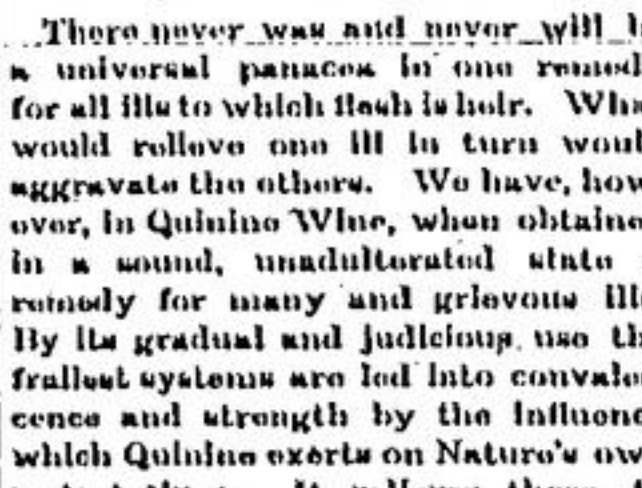 There never was and never will b
a universal panacea in one remed
for all ills to which flesh is heir. Wha
would relieve one ill in turn woul
aggravate the others. We have, how
ever, in Quinine Wine, when obtaine
in a sound, unadulterated state
remedy for many and grievous ill
By its gradual and judicious use th
frailest systems are led into convale
cence and strength by the influenc
which Quinine exerts on Nature's ow